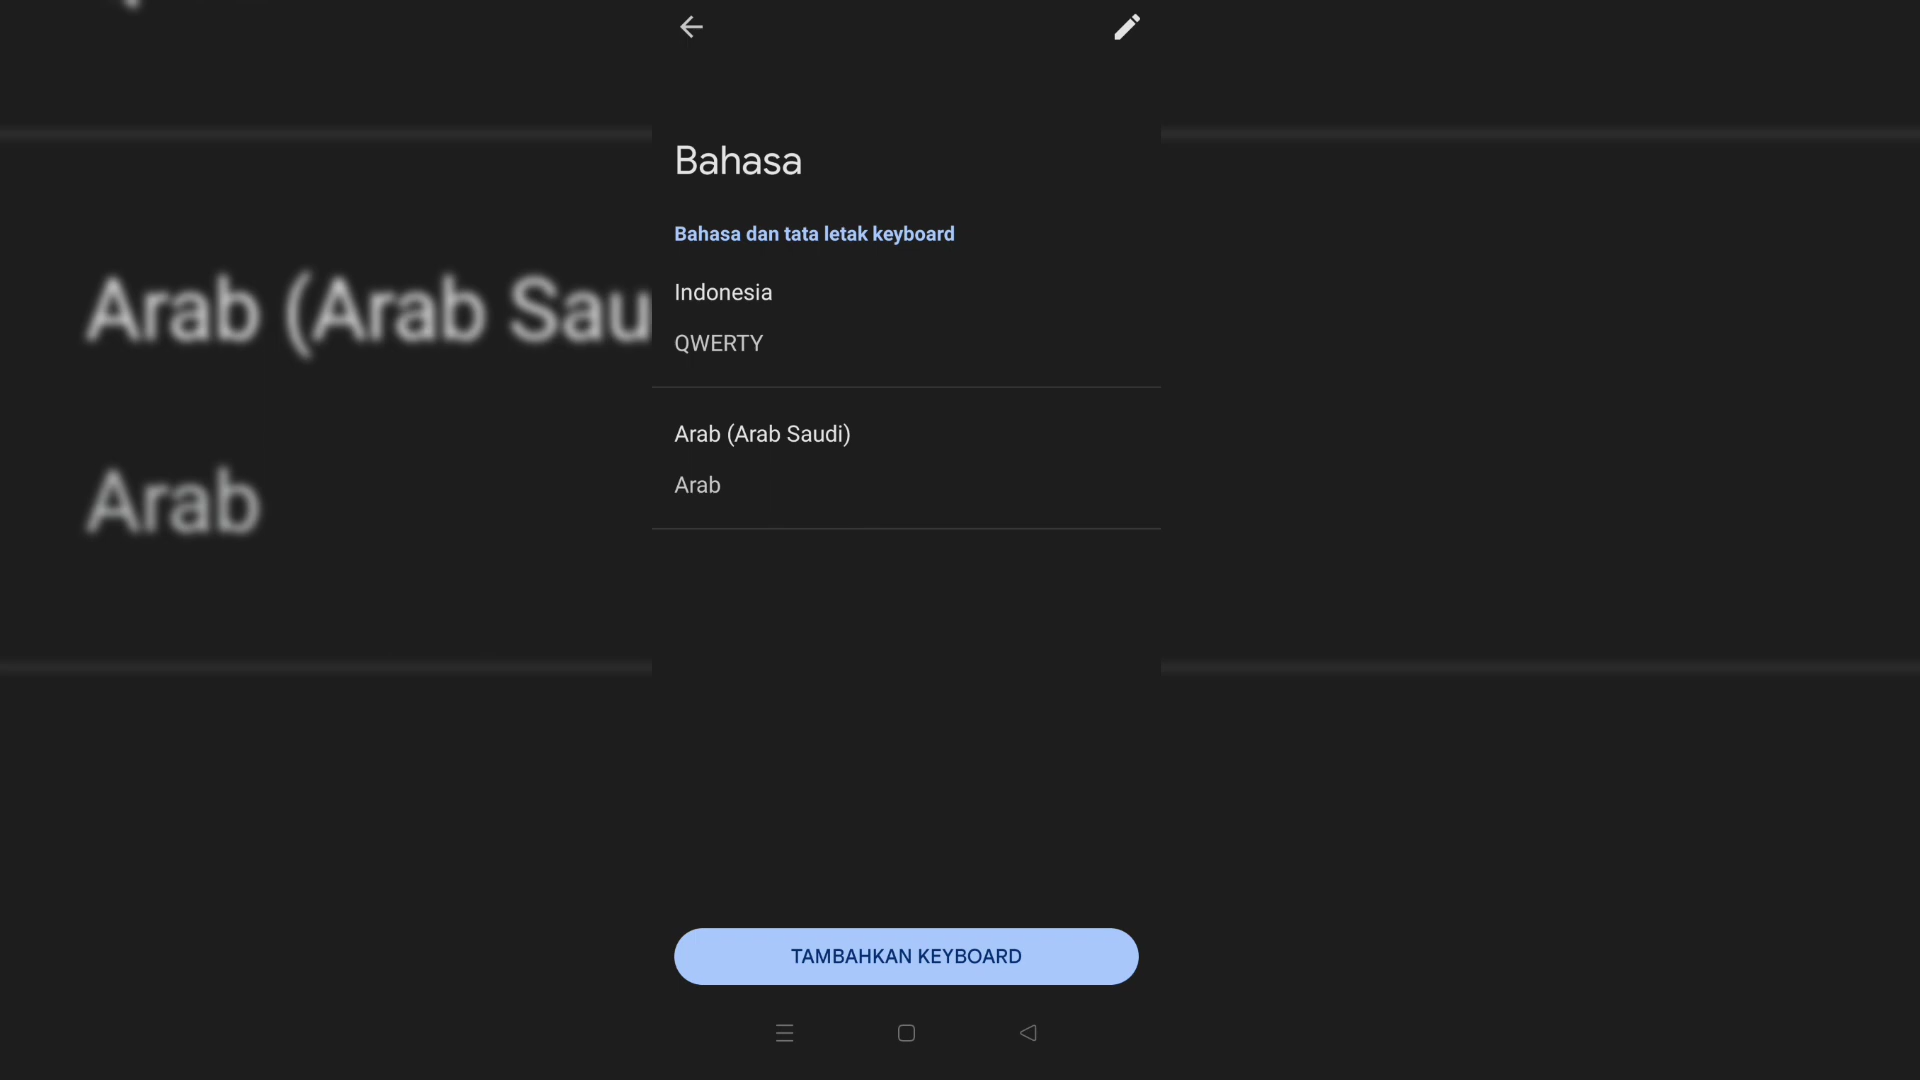 Bahasa
Bahasa dan tata letak keyboard
Indonesia
QWERTY
Arab (Arab Saudi)
Arab
TAMBAHKAN KEYBOARD
Arab (Arab Sau
Arab